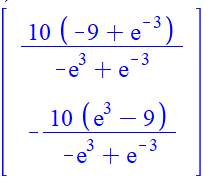 10 (-9 + e^-3)
-e^3 + e^-3
- 10 (e^3 - 9)
-e^3 + e^-3